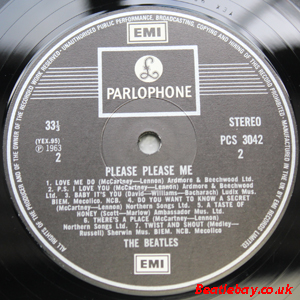 UNAUTHORISED PUBLIC PERFORMANCE, BROADCASTING, COPYING AND HIRING OF THIS RECORD
EMI
PARLOPHONE
33⅓
STEREO
(YEX.95)
℗ 1963
2
PCS 3042
2
PLEASE PLEASE ME
1. LOVE ME DO (McCartney-Lennon) Ardmore & Beechwood Ltd.
2. P.S. I LOVE YOU (McCartney-Lennon) Ardmore & Beechwood Ltd.
3. BABY IT'S YOU (David-Williams-Bacharach) Ludix Mus.
BIEM. Mecolico. NCB. 4. DO YOU WANT TO KNOW A SECRET
(McCartney-Lennon) Northern Songs Ltd. 5. A TASTE OF
HONEY (Scott-Marlow) Ambassador Mus. Ltd.
6. THERE'S A PLACE (McCartney-Lennon)
Northern Songs Ltd. 7. TWIST AND SHOUT (Medley-
Russell) Sherwin Mus. BIEM. NCB. Mecolico
THE BEATLES
EMI
ALL RIGHTS OF THE PRODUCER AND OF THE OWNER OF THE RECORDED WORK RESERVED
Beatlebay.co.uk